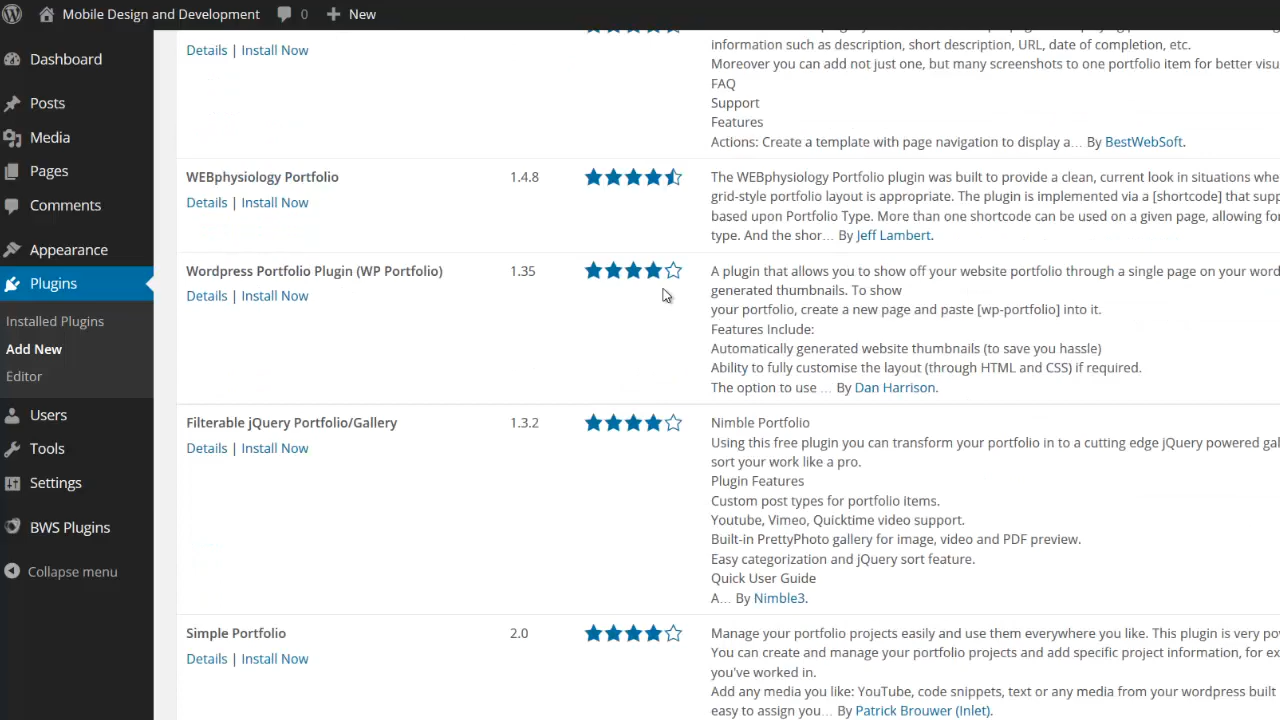 Mobile Design and Development 0 New
Dashboard
Posts
Media
Pages
Comments
Appearance
Plugins
Installed Plugins
Add New
Editor
Users
Tools
Settings
BWS Plugins
Collapse menu
Details | Install Now
information such as description, short description, URL, date of completion, etc.
Moreover you can add not just one, but many screenshots to one portfolio item for better visu
FAQ
Support
Features
Actions: Create a template with page navigation to display a… By BestWebSoft.
WEBphysiology Portfolio 1.4.8
Details | Install Now
The WEBphysiology Portfolio plugin was built to provide a clean, current look in situations whe
grid-style portfolio layout is appropriate. The plugin is implemented via a [shortcode] that supp
based upon Portfolio Type. More than one shortcode can be used on a given page, allowing fo
type. And the shor… By Jeff Lambert.
Wordpress Portfolio Plugin (WP Portfolio) 1.35
Details | Install Now
A plugin that allows you to show off your website portfolio through a single page on your word
generated thumbnails. To show
your portfolio, create a new page and paste [wp-portfolio] into it.
Features Include:
Automatically generated website thumbnails (to save you hassle)
Ability to fully customise the layout (through HTML and CSS) if required.
The option to use … By Dan Harrison.
Filterable jQuery Portfolio/Gallery 1.3.2
Details | Install Now
Nimble Portfolio
Using this free plugin you can transform your portfolio in to a cutting edge jQuery powered gal
sort your work like a pro.
Plugin Features
Custom post types for portfolio items.
Youtube, Vimeo, Quicktime video support.
Built-in PrettyPhoto gallery for image, video and PDF preview.
Easy categorization and jQuery sort feature.
Quick User Guide
A… By Nimble3.
Simple Portfolio 2.0
Details | Install Now
Manage your portfolio projects easily and use them everywhere you like. This plugin is very po
You can create and manage your portfolio projects and add specific project information, for ex
you've worked in.
Add any media you like: YouTube, code snippets, text or any media from your wordpress built
easy to assign you… By Patrick Brouwer (Inlet).